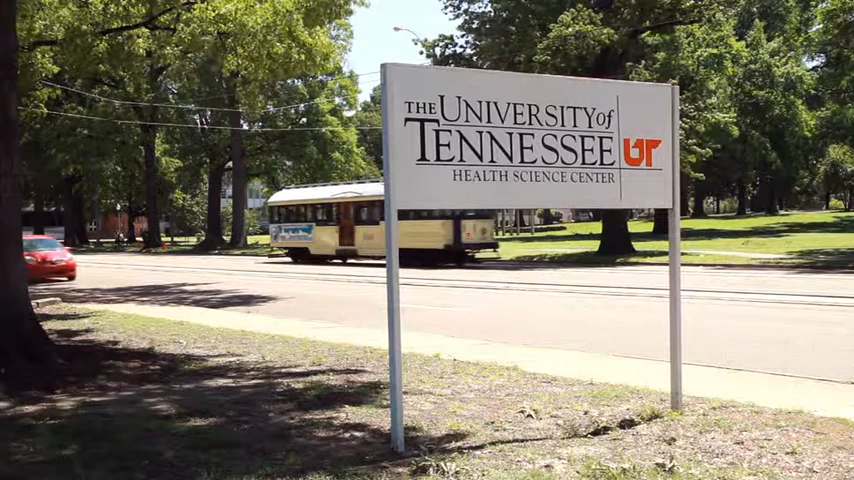 THE UNIVERSITY of
TENNESSEE
UT
HEALTH SCIENCE CENTER